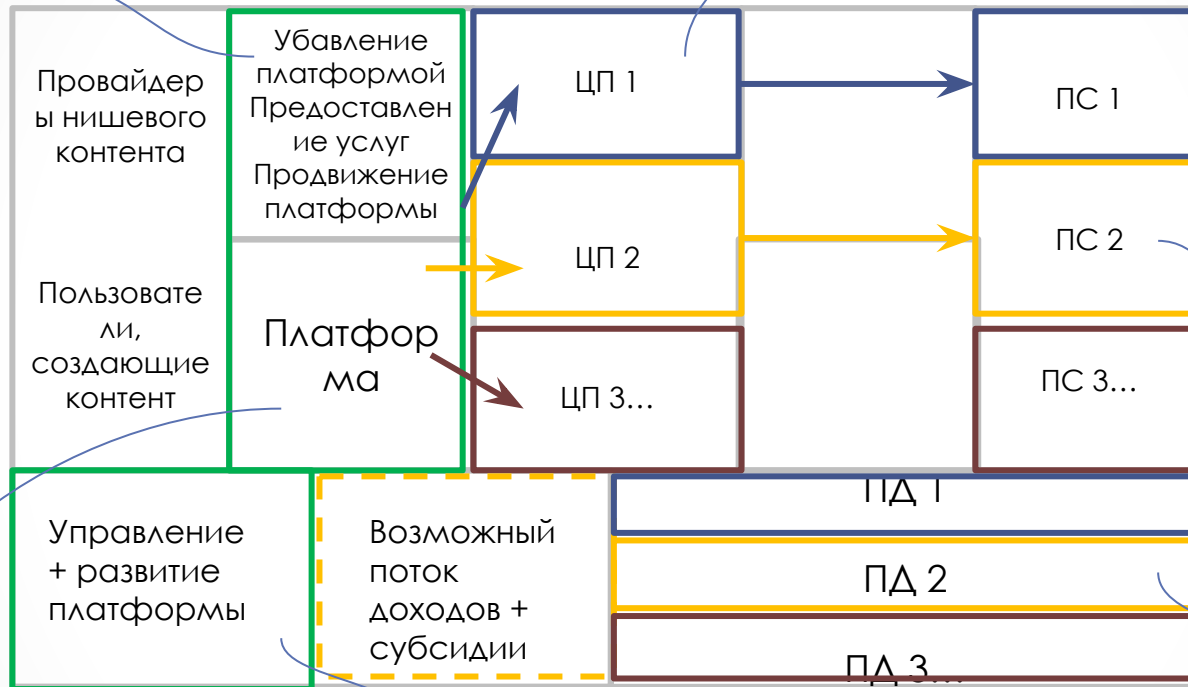 Провайдер
ы нишевого
контента
Пользовате
ли,
создающие
контент
Убавление
платформой
Предоставлен
ие услуг
Продвижение
платформы
Платфор
ма
ЦП 1
ЦП 2
ЦП 3...
ПС 1
ПС 2
ПС 3...
Управление
+ развитие
платформы
Возможный
поток
доходов +
субсидии
ПД 1
ПД 2
ПД 3...